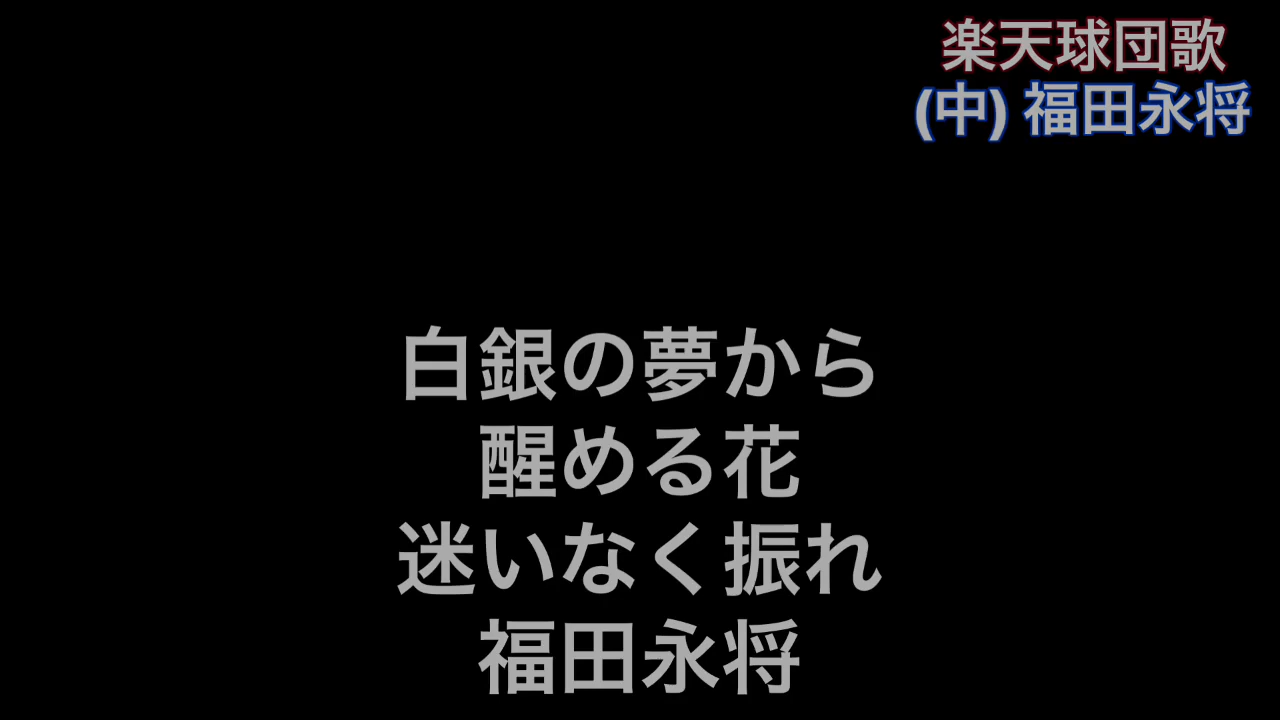 楽天球団歌
(中) 福田永将
白銀の夢から
醒める花
迷いなく振れ
福田永将